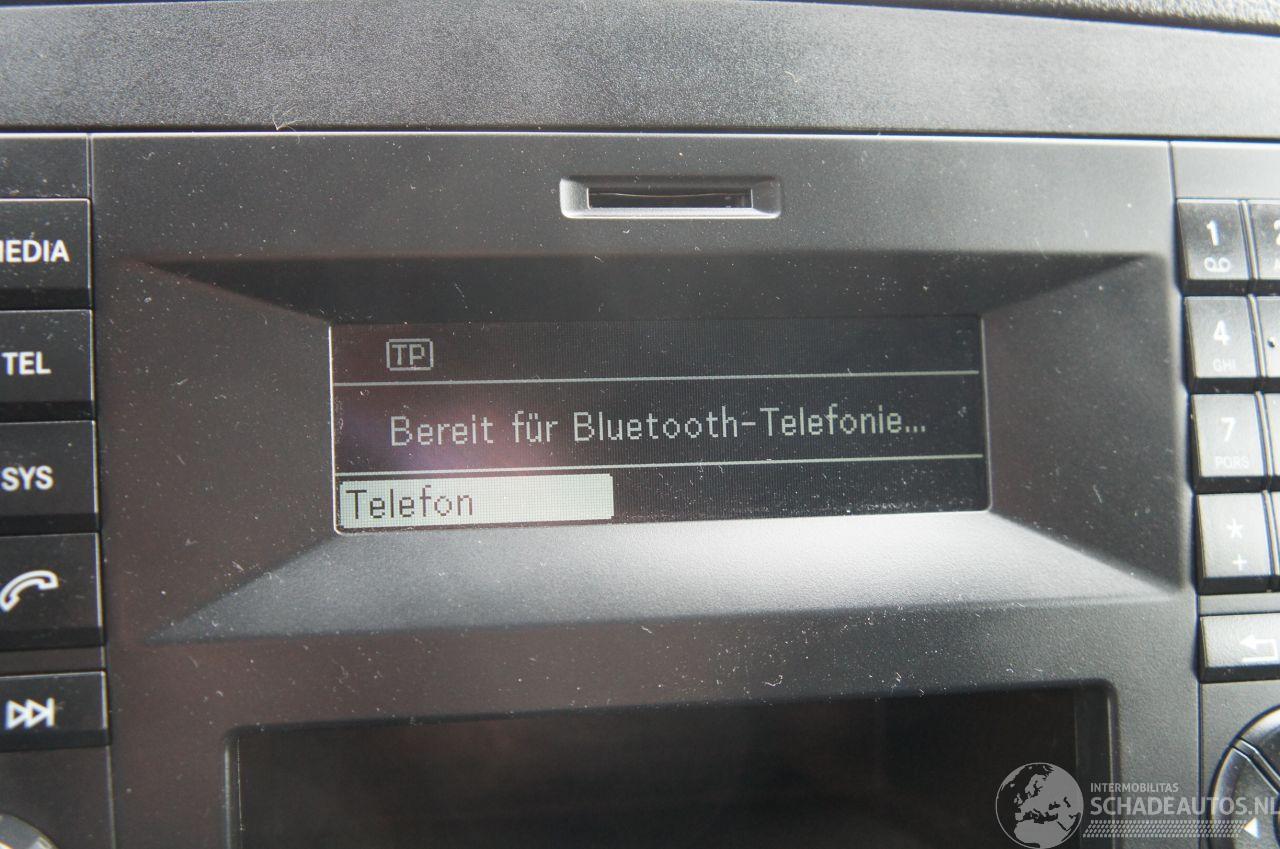 MEDIA
TEL
SYS
TP
Bereit für Bluetooth-Telefonie...
Telefon
1
4
GHI
7
PQRS
*
+
INTERMOBILITAS
SCHADEAUTOS.NL